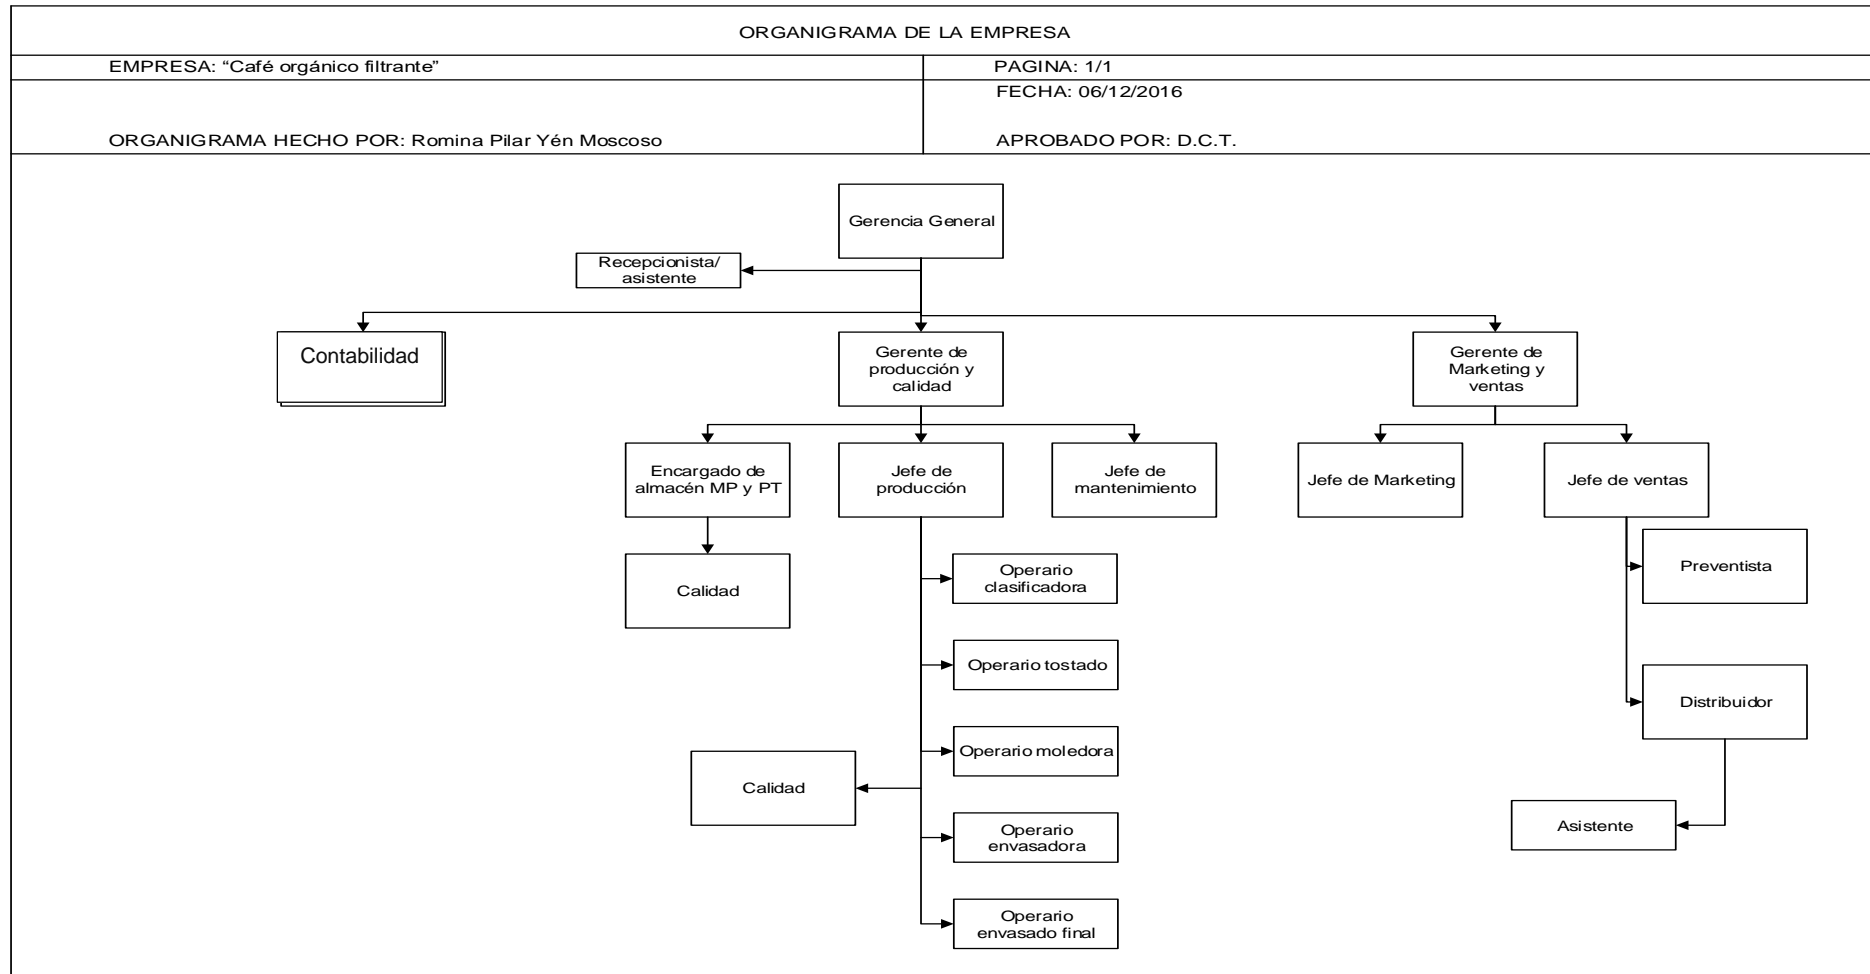 ORGANIGRAMA DE LA EMPRESA
EMPRESA: “Café orgánico filtrante”
PAGINA: 1/1
FECHA: 06/12/2016
ORGANIGRAMA HECHO POR: Romina Pilar Yén Moscoso
APROBADO POR: D.C.T.
Gerencia General
Recepcionista/
asistente
Contabilidad
Gerente de
producción y
calidad
Gerente de
Marketing y
ventas
Encargado de
almacén MP y PT
Jefe de
producción
Jefe de
mantenimiento
Jefe de Marketing
Jefe de ventas
Calidad
Operario
clasificadora
Preventista
Operario tostado
Distribuidor
Operario moledora
Calidad
Operario
envasadora
Asistente
Operario
envasado final